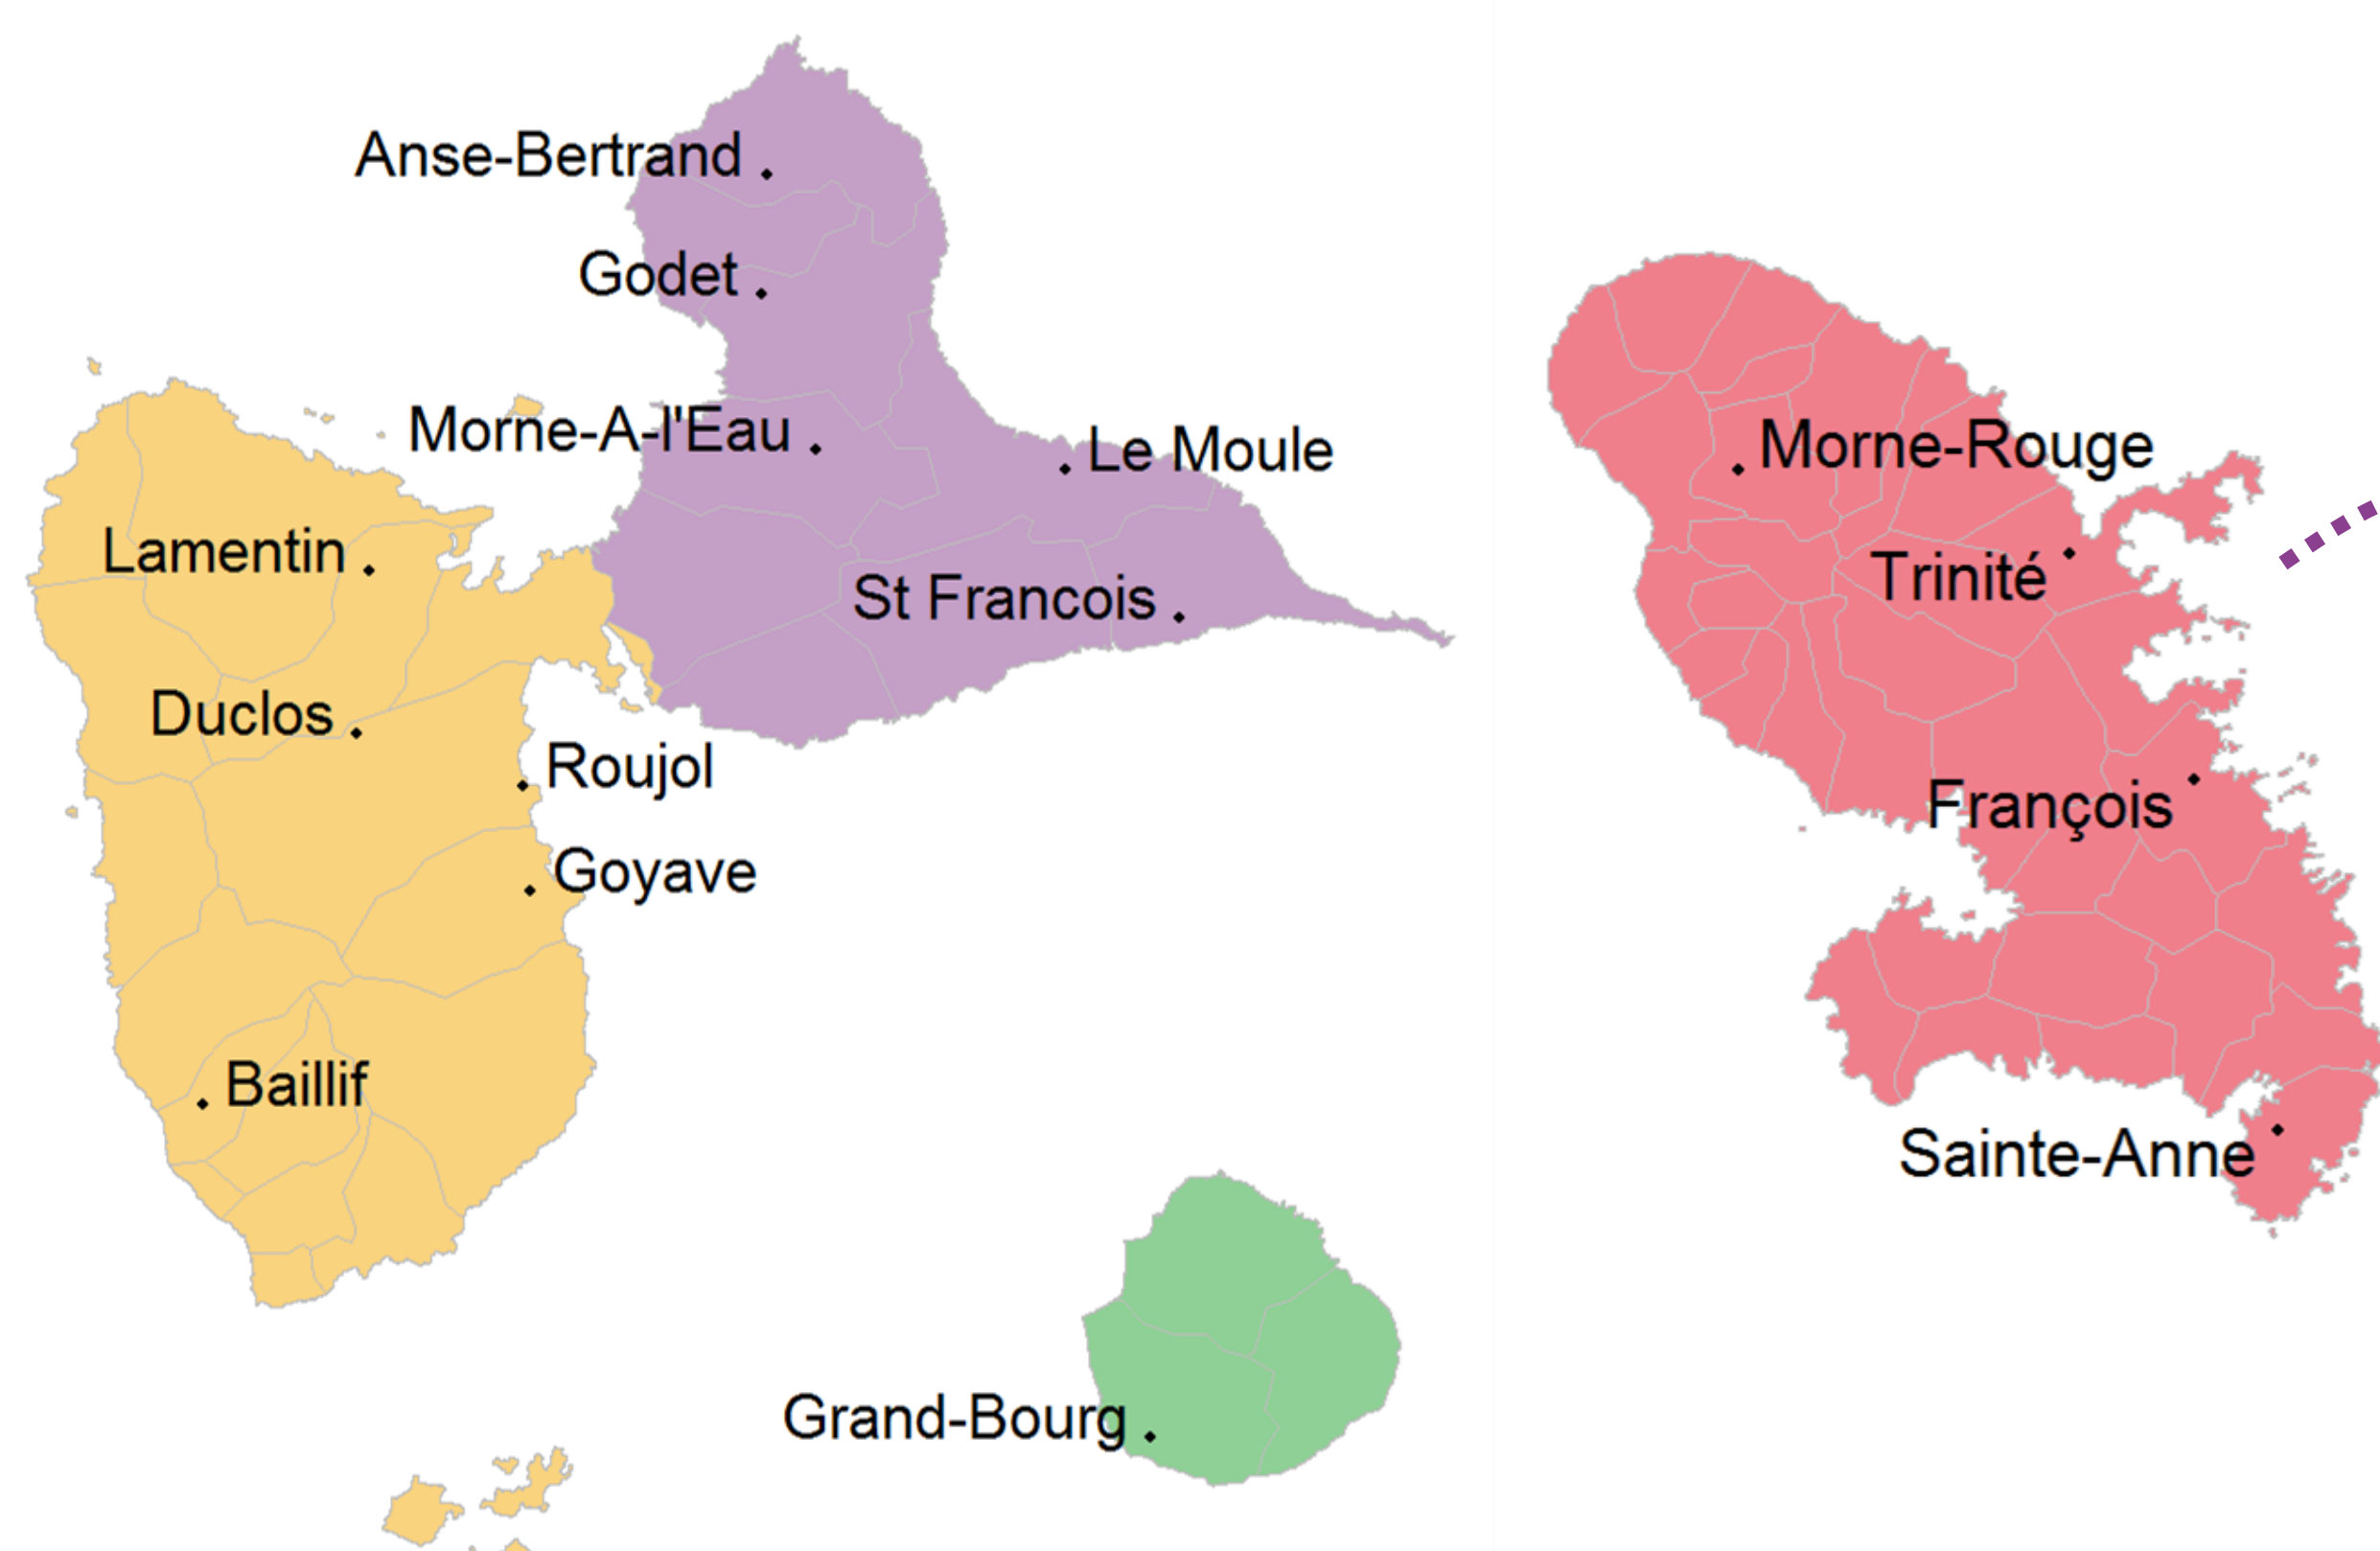 Anse-Bertrand
Godet
Morne-A-l'Eau
Le Moule
St Francois
Lamentin
Duclos
Roujol
Goyave
Baillif
Grand-Bourg
Morne-Rouge
Trinité
François
Sainte-Anne